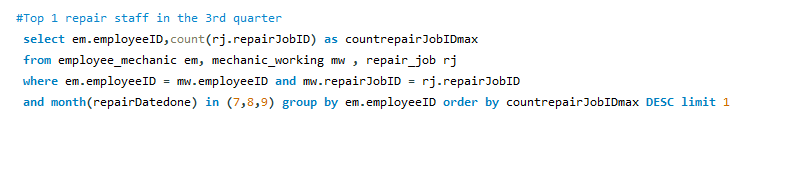 #Top 1 repair staff in the 3rd quarter
select em.employeeID,count(rj.repairJobID) as countrepairJobIDmax
from employee_mechanic em, mechanic_working mw , repair_job rj
where em.employeeID = mw.employeeID and mw.repairJobID = rj.repairJobID
and month(repairDatedone) in (7,8,9) group by em.employeeID order by countrepairJobIDmax DESC limit 1